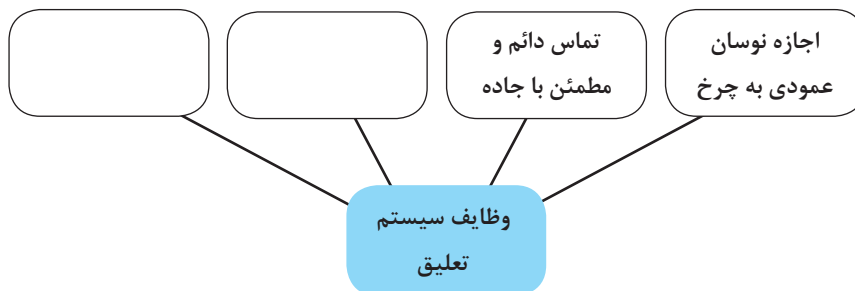 اجازه نوسان
عمودی به چرخ
تماس دائم و
مطمئن با جاده
وظایف سیستم
تعلیق